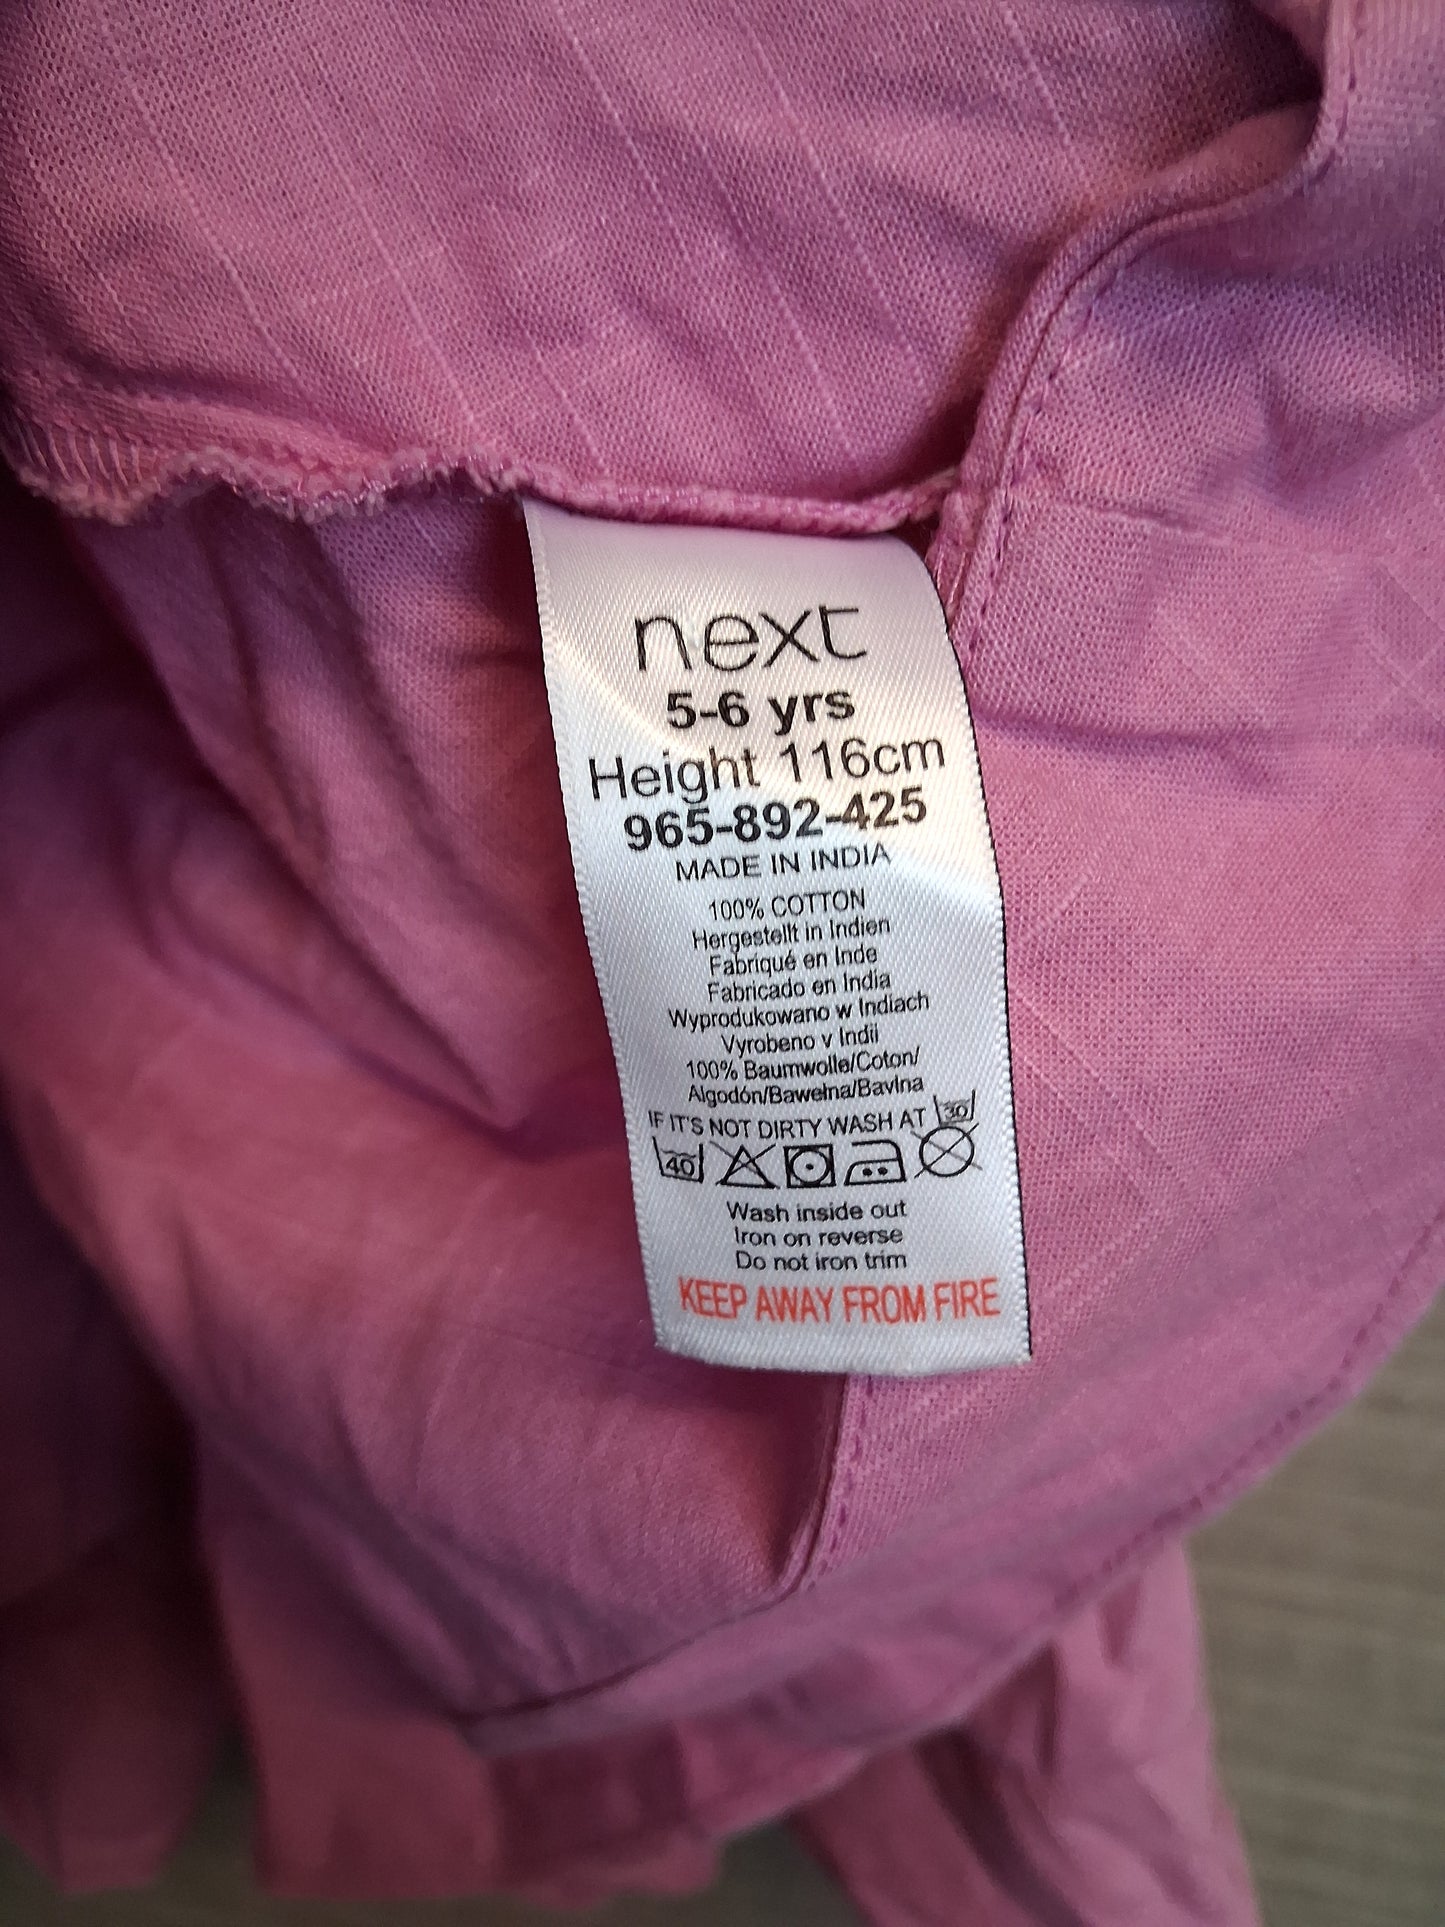 next
5-6 yrs
Height 116cm
965-892-425
MADE IN INDIA
100% COTTON
Hergestellt in Indien
Fabriqué en Inde
Fabricado en India
Wyprodukowano w Indiach
Vyrobeno v Indii
100% Baumwolle/Coton/
Algodón/Bawełna/Bavlna
IF IT'S NOT DIRTY WASH AT 30
40
Wash inside out
Iron on reverse
Do not iron trim
KEEP AWAY FROM FIRE